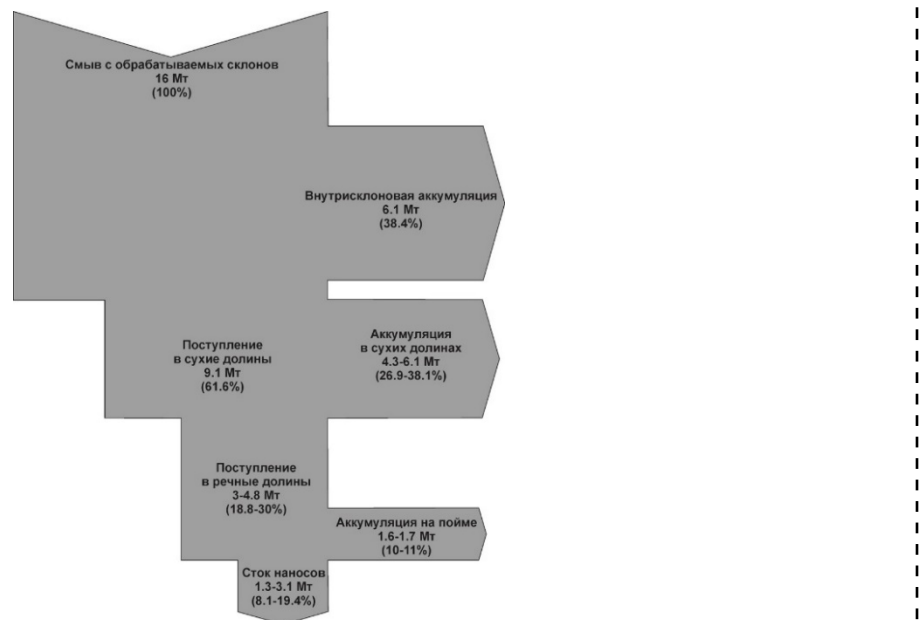 Смыв с обрабатываемых склонов
16 Мт
(100%)
Внутрисклоновая аккумуляция
6.1 Мт
(38.4%)
Поступление
в сухие долины
9.1 Мт
(61.6%)
Аккумуляция
в сухих долинах
4.3-6.1 Мт
(26.9-38.1%)
Поступление
в речные долины
3-4.8 Мт
(18.8-30%)
Аккумуляция на пойме
1.6-1.7 Мт
(10-11%)
Сток наносов
1.3-3.1 Мт
(8.1-19.4%)